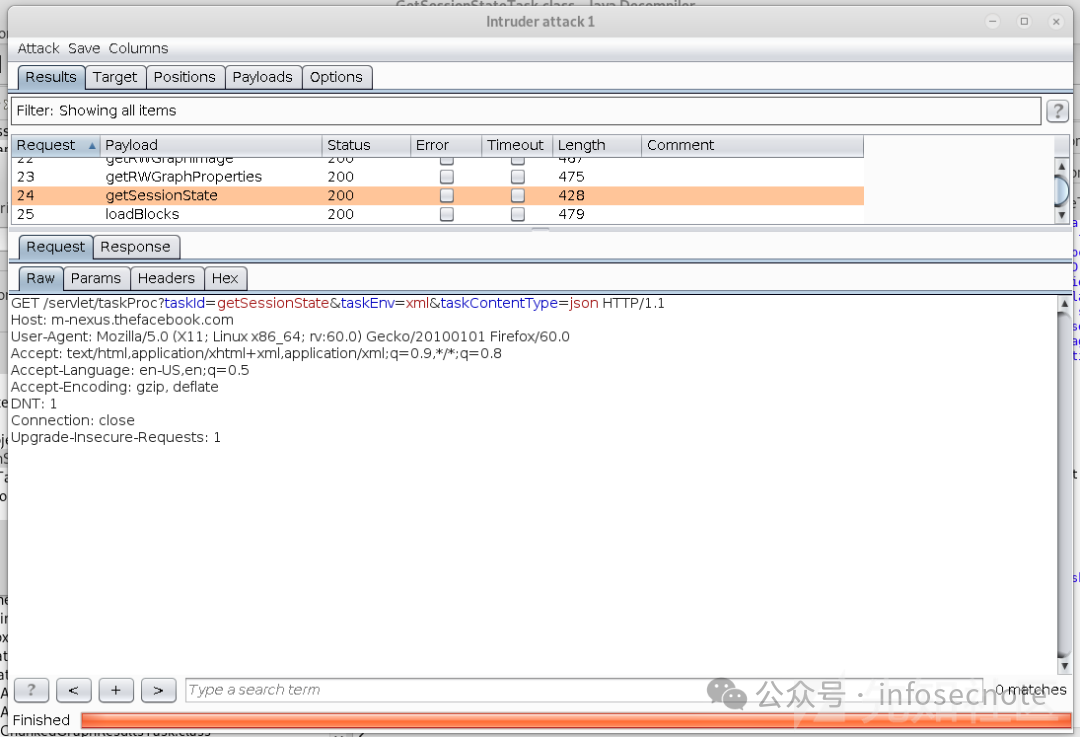 GetSessionStateTask.class - Java Decompiler
Intruder attack 1
Attack Save Columns
Results Target Positions Payloads Options
Filter: Showing all items ?
Request Payload Status Error Timeout Length Comment
22 getRWGraphImage 200 467
23 getRWGraphProperties 200 475
24 getSessionState 200 428
25 loadBlocks 200 479
Request Response
Raw Params Headers Hex
GET /servlet/taskProc?taskId=getSessionState&taskEnv=xml&taskContentType=json HTTP/1.1
Host: m-nexus.thefacebook.com
User-Agent: Mozilla/5.0 (X11; Linux x86_64; rv:60.0) Gecko/20100101 Firefox/60.0
Accept: text/html,application/xhtml+xml,application/xml;q=0.9,*/*;q=0.8
Accept-Language: en-US,en;q=0.5
Accept-Encoding: gzip, deflate
DNT: 1
Connection: close
Upgrade-Insecure-Requests: 1
? < + > Type a search term 0 matches
公众号 · infosecnote
Finished